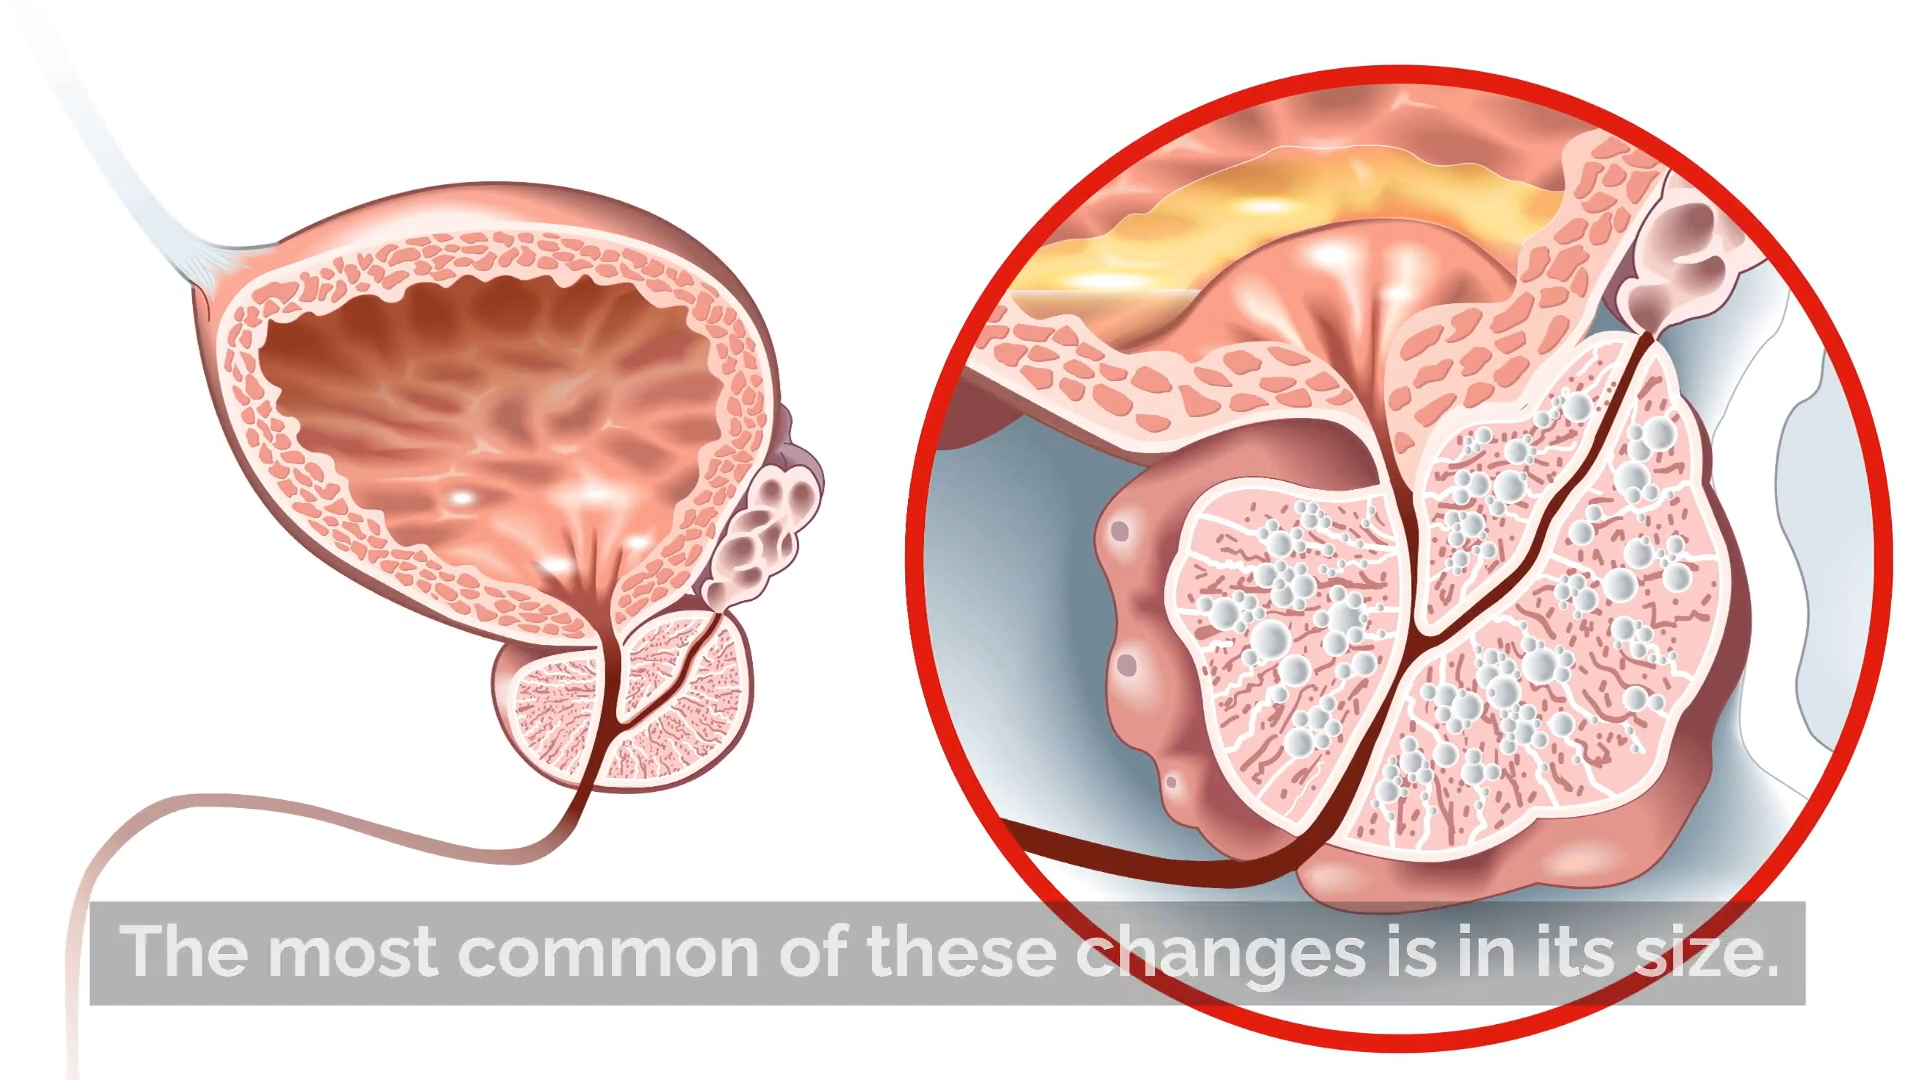 The most common of these changes is in its size.